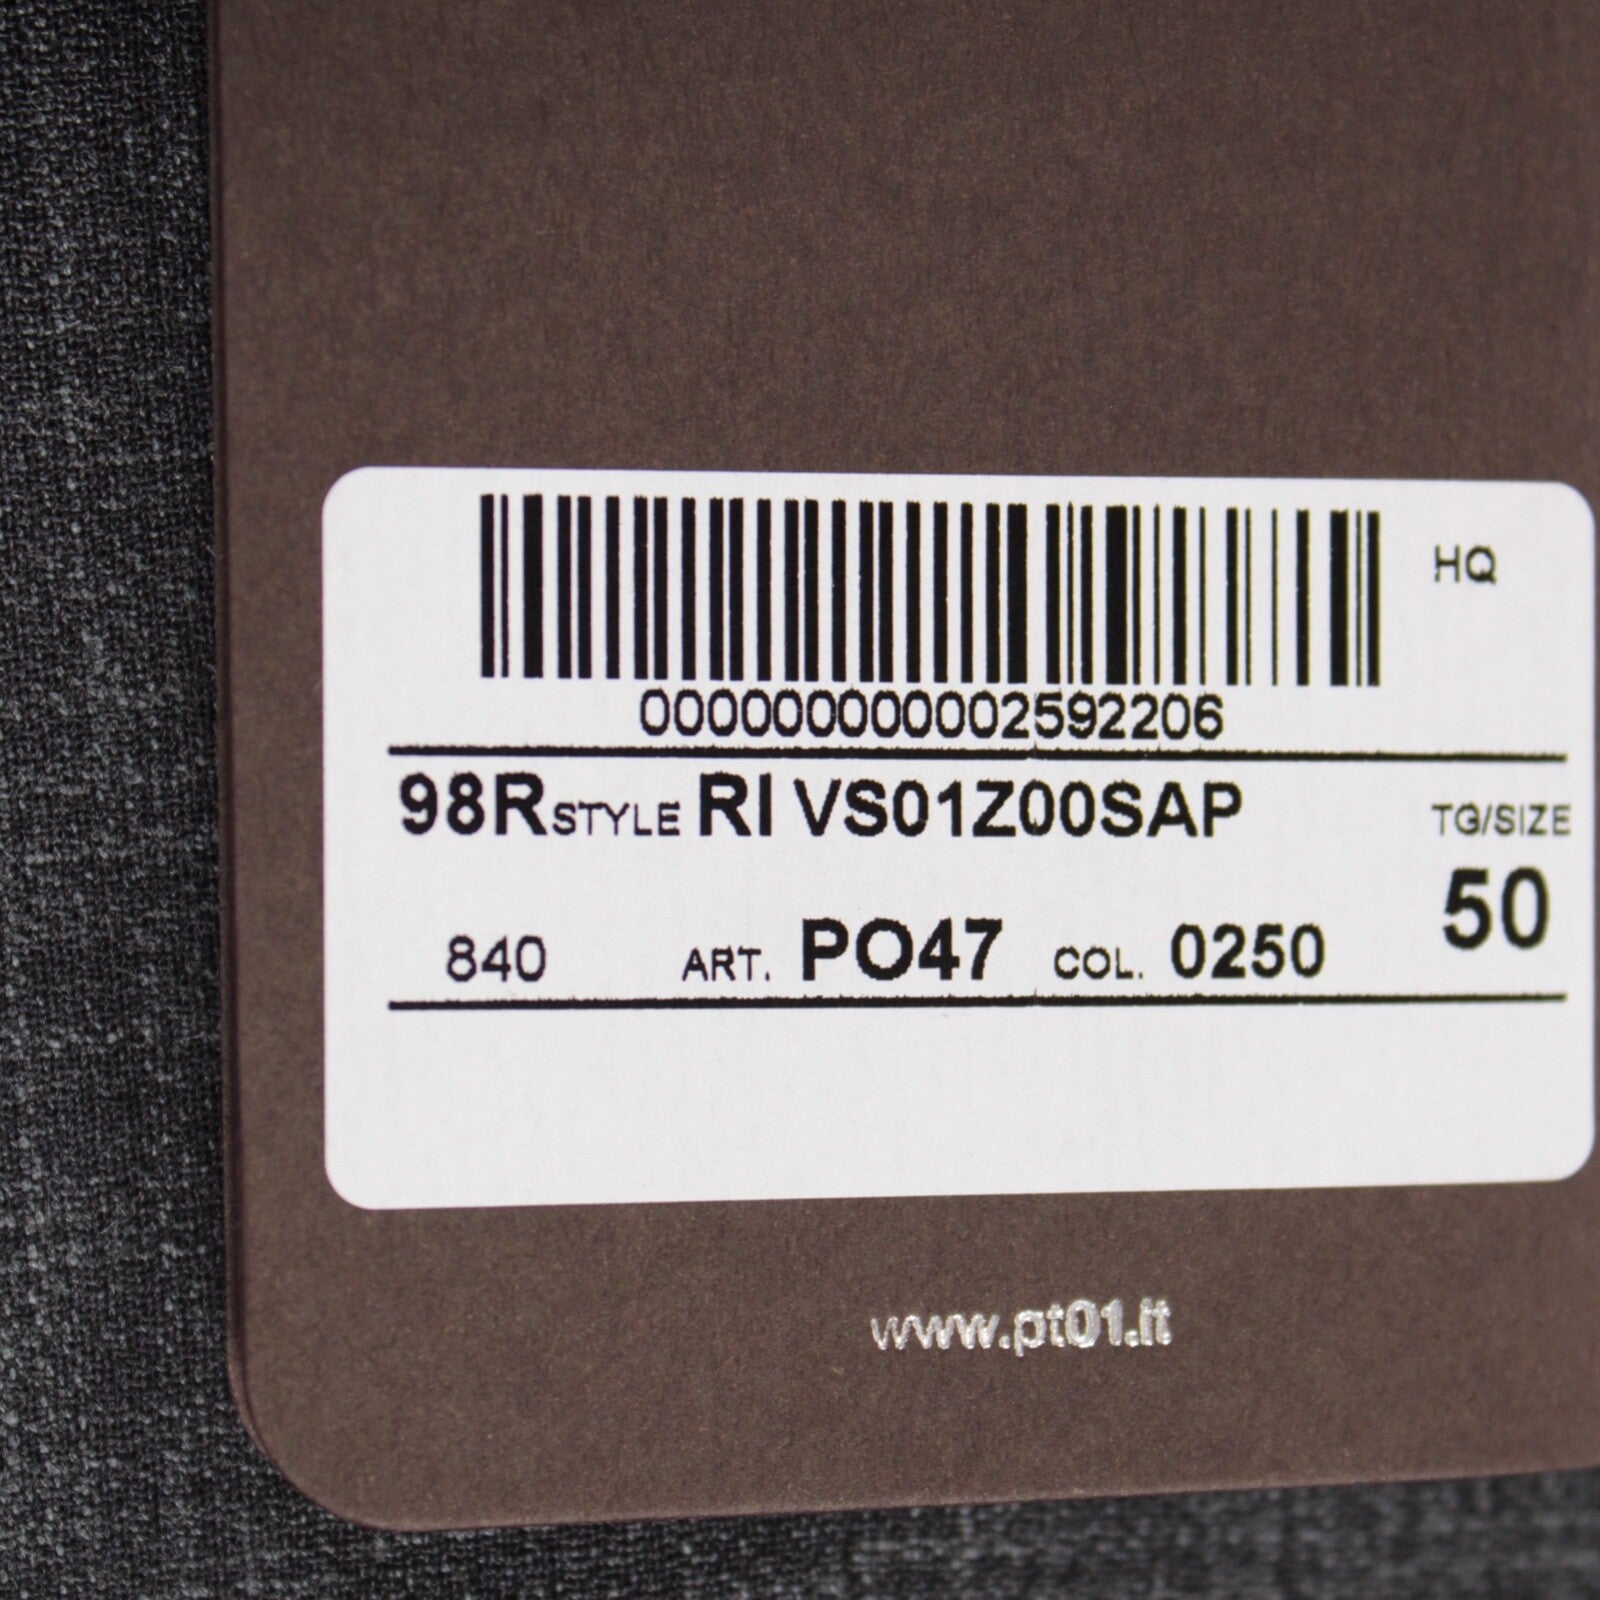 HQ
000000000002592206
98R STYLE RI VS01Z00SAP TG/SIZE
50
840 ART. PO47 COL. 0250
www.pt01.it